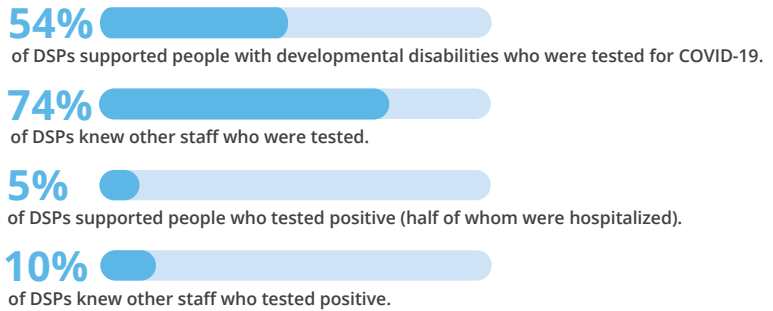 54%
of DSPs supported people with developmental disabilities who were tested for COVID-19.
74%
of DSPs knew other staff who were tested.
5%
of DSPs supported people who tested positive (half of whom were hospitalized).
10%
of DSPs knew other staff who tested positive.